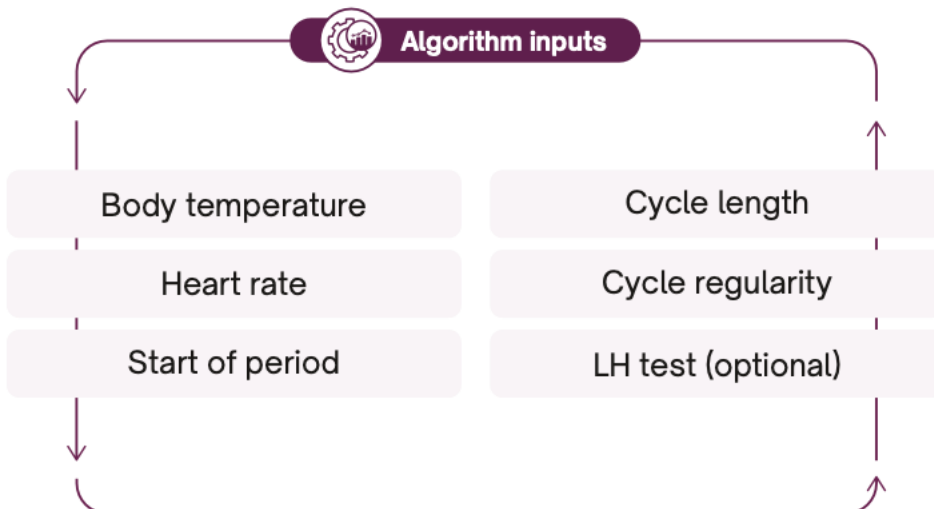 Algorithm inputs
Body temperature
Heart rate
Start of period
Cycle length
Cycle regularity
LH test (optional)